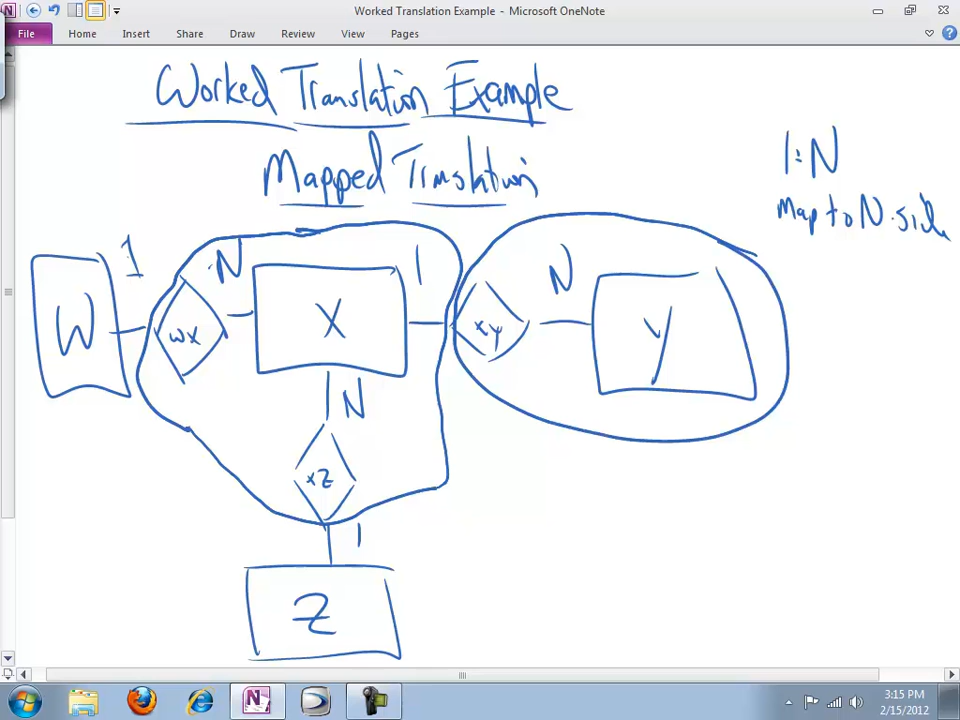 Worked Translation Example - Microsoft OneNote
File Home Insert Share Draw Review View Pages
Worked Translation Example
Mapped Translation
1:N
Map to N-side
1 N 1 N
W wx X xy y
N
xz
1
Z
3:15 PM
2/15/2012